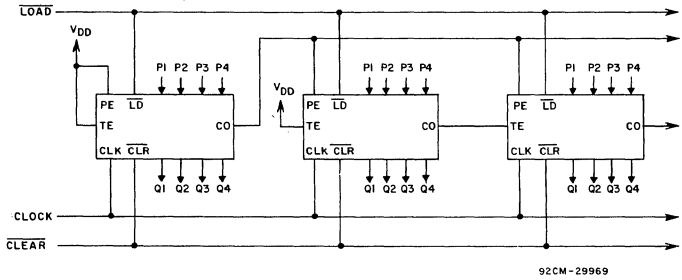 LOAD
VDD
P1 P2 P3 P4
P1 P2 P3 P4
P1 P2 P3 P4
VDD
PE LD
PE LD
PE LD
TE CO
TE CO
TE CO
CLK CLR
CLK CLR
CLK CLR
Q1 Q2 Q3 Q4
Q1 Q2 Q3 Q4
Q1 Q2 Q3 Q4
CLOCK
CLEAR
92CM-29969